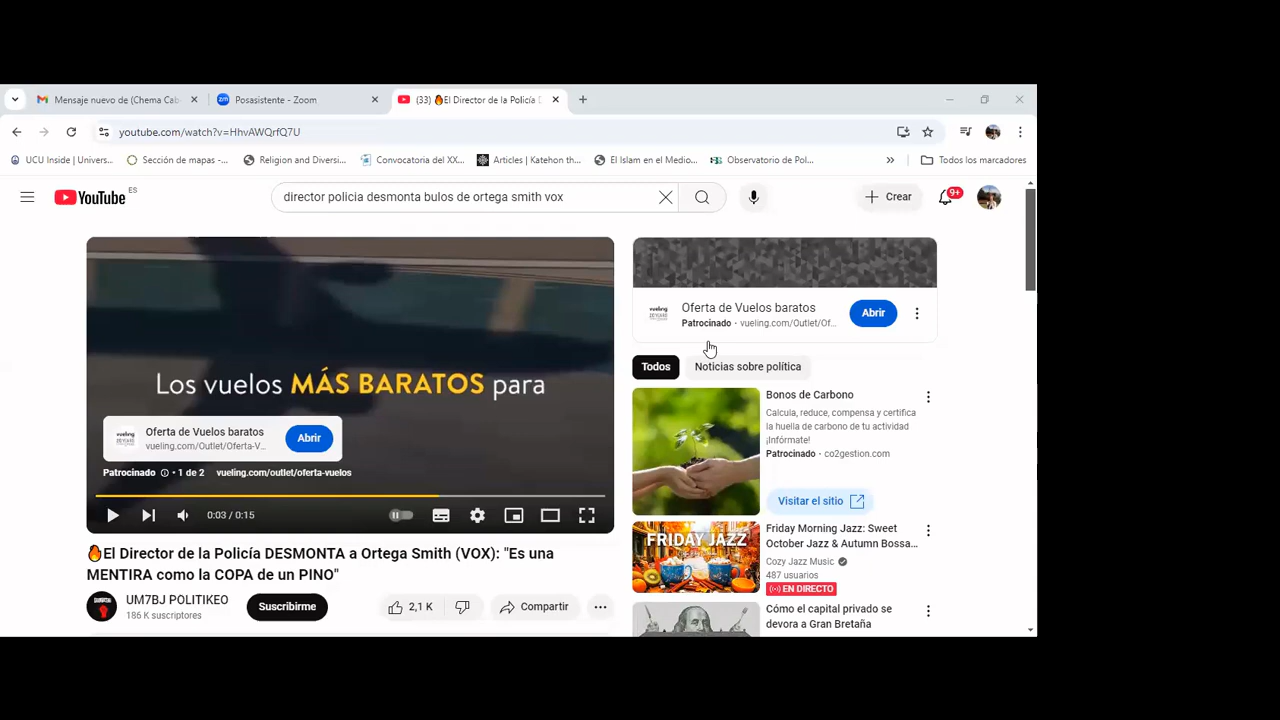 Mensaje nuevo de (Chema Cab
Posasistente - Zoom
(33) 🔥El Director de la Policía D
youtube.com/watch?v=HhvAWQrfQ7U
UCU Inside | Univers...
Sección de mapas -...
Religion and Diversi...
Convocatoria del XX...
Articles | Katehon th...
El Islam en el Medio...
Observatorio de Pol...
Todos los marcadores
YouTube ES
director policia desmonta bulos de ortega smith vox
Crear
9+
Los vuelos MÁS BARATOS para
Oferta de Vuelos baratos
vueling.com/Outlet/Oferta-V...
Abrir
Patrocinado · 1 de 2 vueling.com/outlet/oferta-vuelos
0:03 / 0:15
🔥El Director de la Policía DESMONTA a Ortega Smith (VOX): "Es una
MENTIRA como la COPA de un PINO"
UM7BJ POLITIKEO
186 K suscriptores
Suscribirme
2,1 K
Compartir
Oferta de Vuelos baratos
Patrocinado · vueling.com/Outlet/Of...
Abrir
Todos
Noticias sobre política
Bonos de Carbono
Calcula, reduce, compensa y certifica
la huella de carbono de tu actividad
¡Infórmate!
Patrocinado · co2gestion.com
Visitar el sitio
FRIDAY JAZZ
Friday Morning Jazz: Sweet
October Jazz & Autumn Bossa...
Cozy Jazz Music
487 usuarios
EN DIRECTO
Cómo el capital privado se
devora a Gran Bretaña